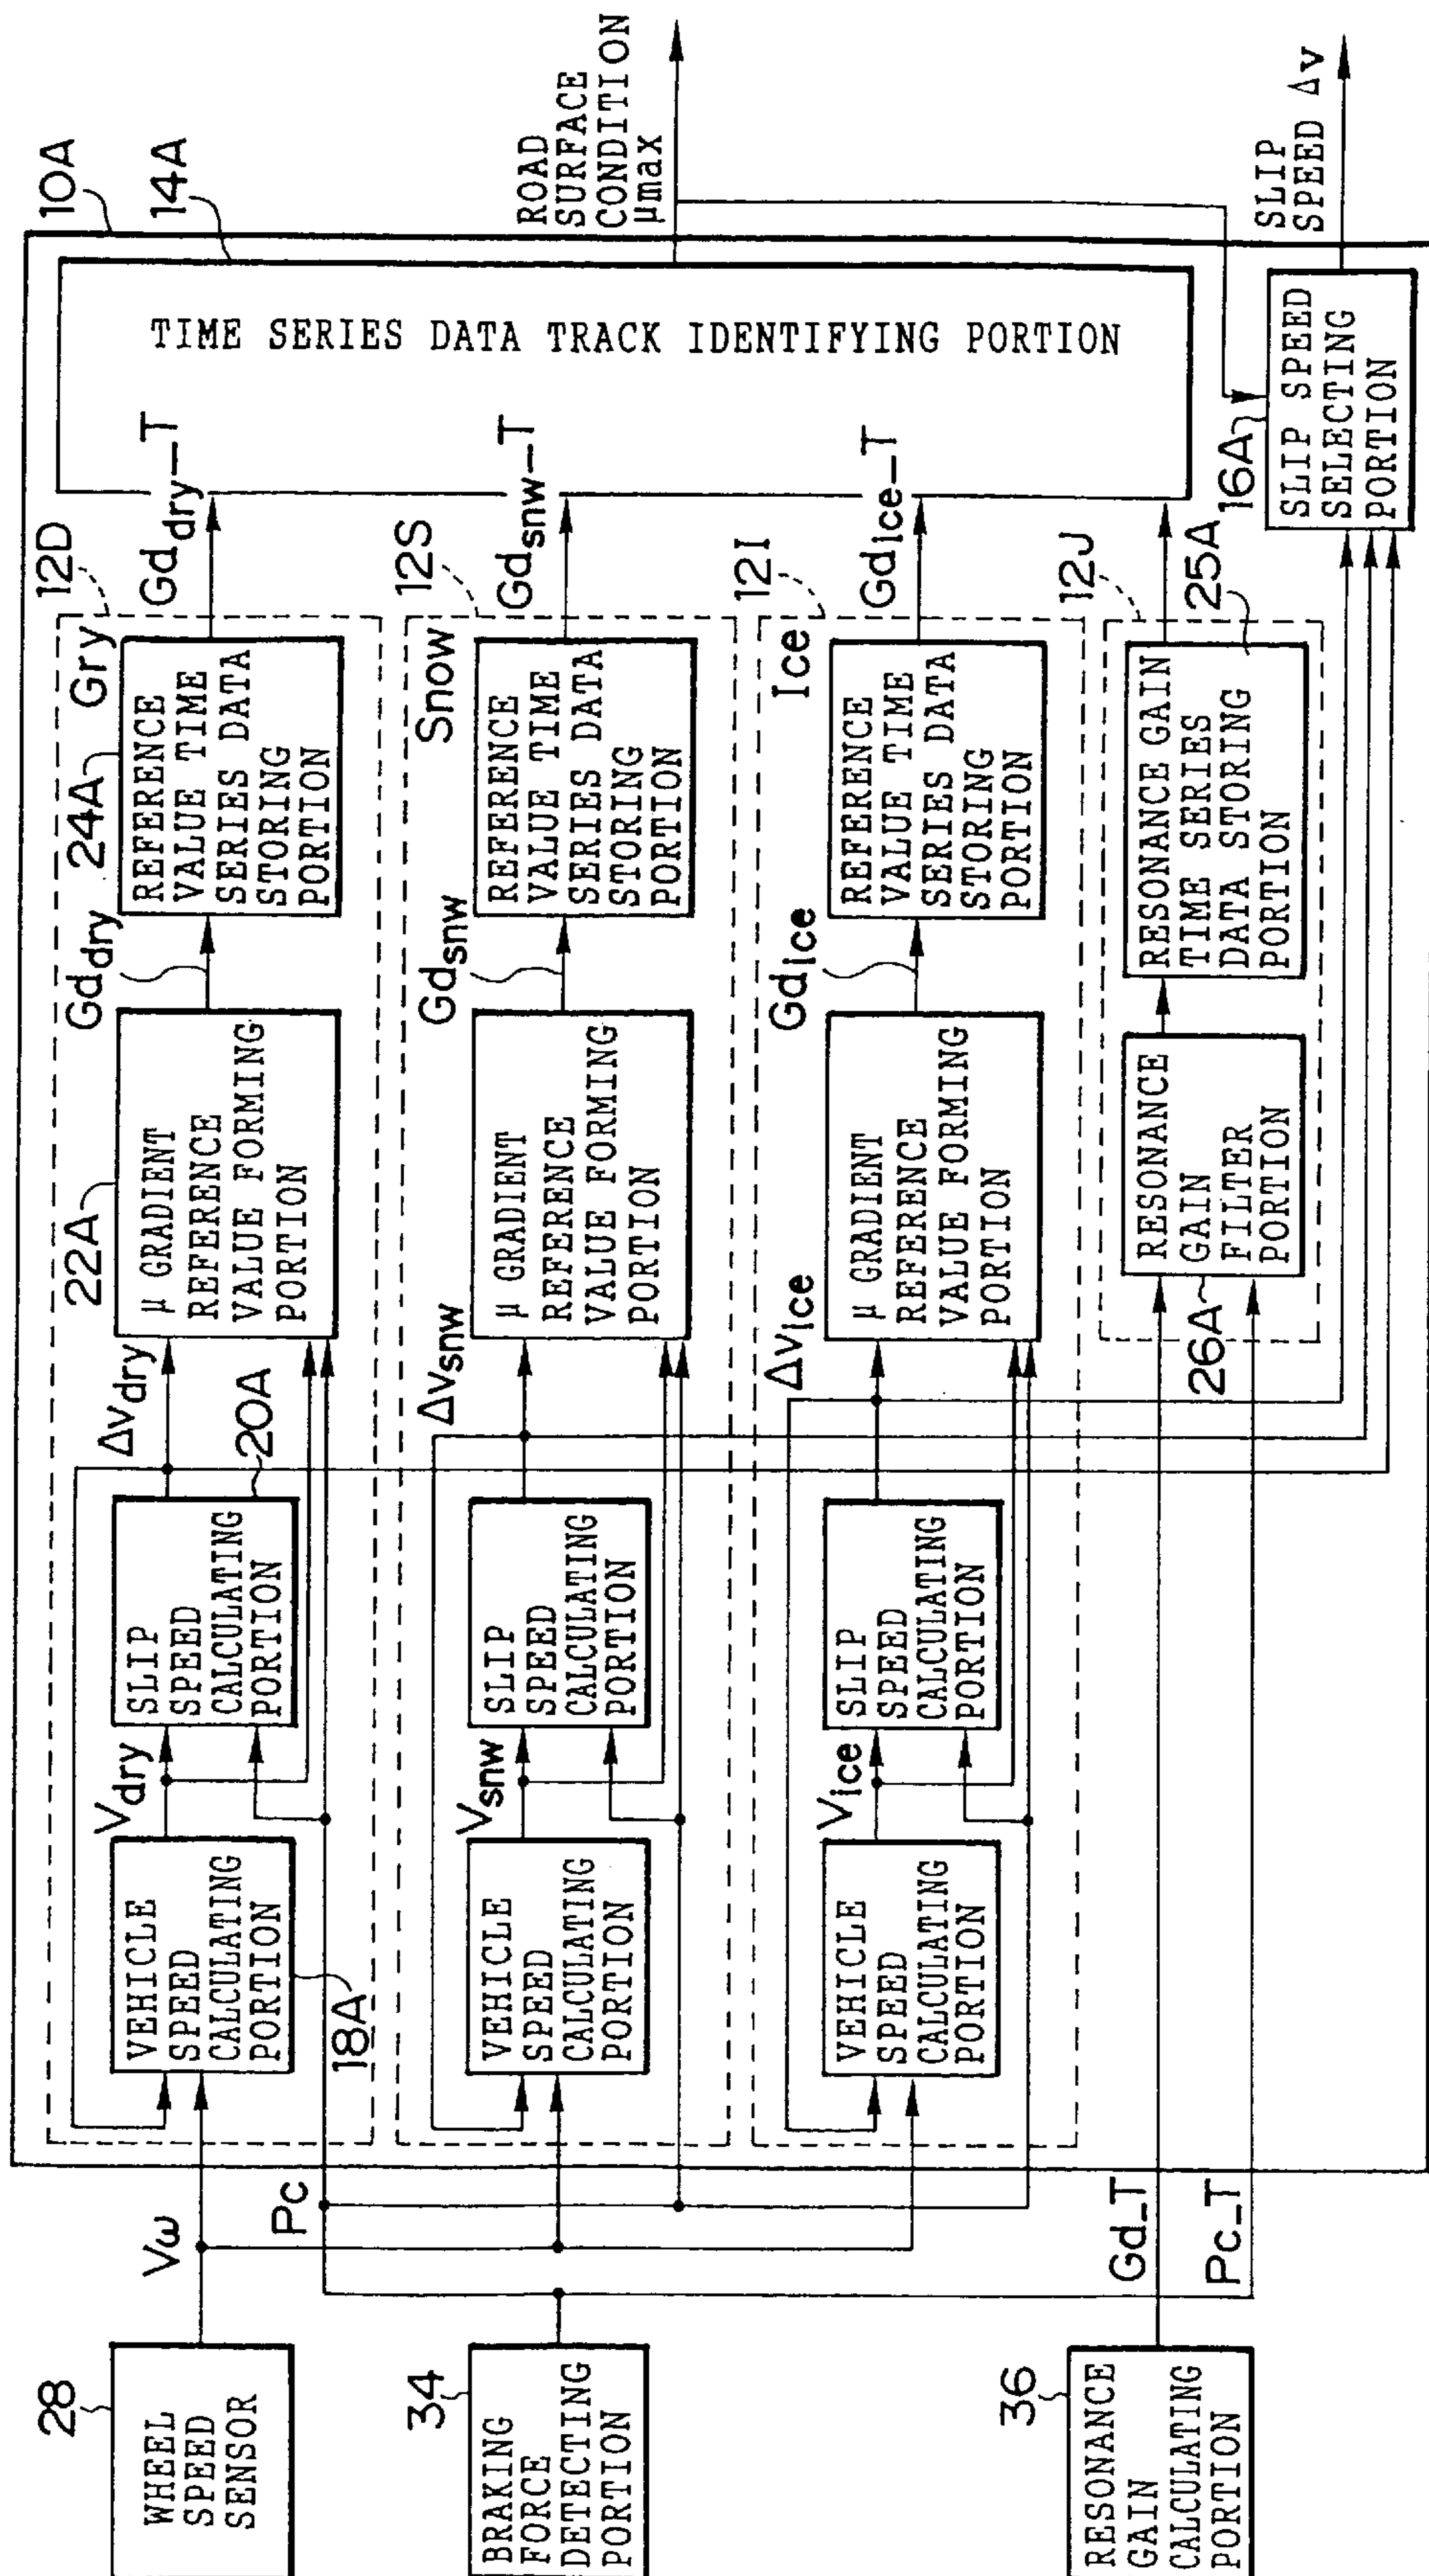 28
WHEEL
SPEED
SENSOR
34
BRAKING
FORCE
DETECTING
PORTION
36
RESONANCE
GAIN
CALCULATING
PORTION
Vω
Pc
Gd_T
Pc_T
10A
12D
Gry
VEHICLE
SPEED
CALCULATING
PORTION
18A
Vdry
SLIP
SPEED
CALCULATING
PORTION
20A
Δvdry
22A
μ GRADIENT
REFERENCE
VALUE FORMING
PORTION
Gddry
24A
REFERENCE
VALUE TIME
SERIES DATA
STORING
PORTION
Gddry—T
12S
Snow
VEHICLE
SPEED
CALCULATING
PORTION
Vsnw
SLIP
SPEED
CALCULATING
PORTION
Δvsnw
μ GRADIENT
REFERENCE
VALUE FORMING
PORTION
Gdsnw
REFERENCE
VALUE TIME
SERIES DATA
STORING
PORTION
Gdsnw—T
12I
Ice
VEHICLE
SPEED
CALCULATING
PORTION
Vice
SLIP
SPEED
CALCULATING
PORTION
Δvice
μ GRADIENT
REFERENCE
VALUE FORMING
PORTION
Gdice
REFERENCE
VALUE TIME
SERIES DATA
STORING
PORTION
Gdice—T
12J
RESONANCE
GAIN
FILTER
PORTION
26A
RESONANCE GAIN
TIME SERIES
DATA STORING
PORTION
25A
14A
TIME SERIES DATA TRACK IDENTIFYING PORTION
16A
SLIP SPEED
SELECTING
PORTION
ROAD
SURFACE
CONDITION
μmax
SLIP
SPEED Δv